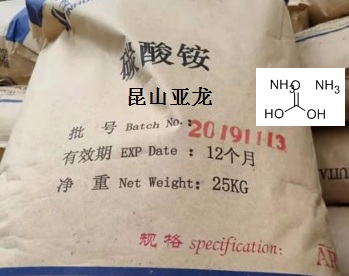 碳酸铵
昆山亚龙
批 号 Batch No.: 20191113
有效期 EXP Date : 12个月
净 重 Net Weight: 25KG
规格 specification:
NH3 NH3
O
OH OH